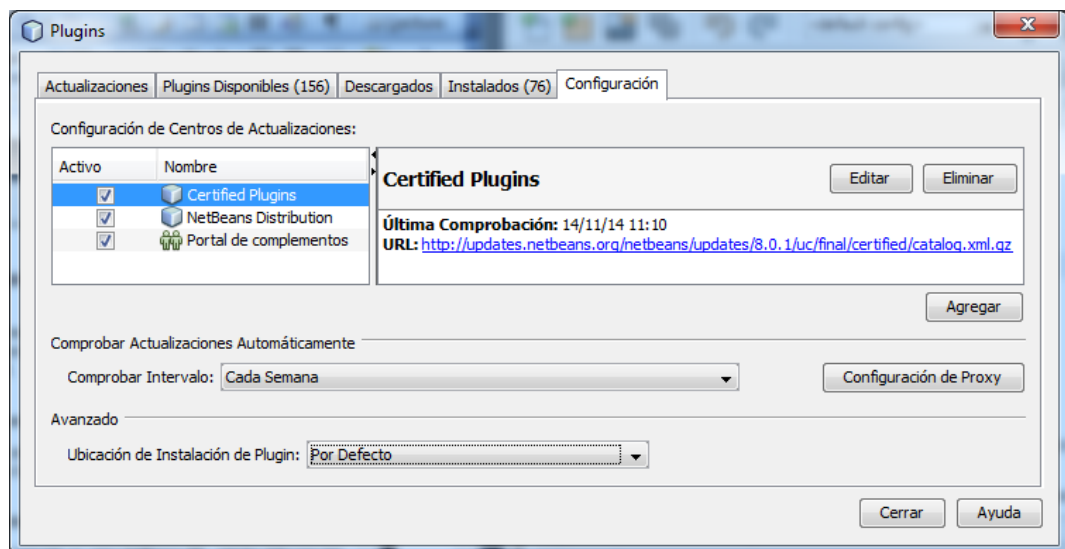 Plugins
Actualizaciones Plugins Disponibles (156) Descargados Instalados (76) Configuración
Configuración de Centros de Actualizaciones:
Activo Nombre
Certified Plugins
NetBeans Distribution
Portal de complementos
Certified Plugins Editar Eliminar
Última Comprobación: 14/11/14 11:10
URL: http://updates.netbeans.org/netbeans/updates/8.0.1/uc/final/certified/catalog.xml.gz
Agregar
Comprobar Actualizaciones Automáticamente
Comprobar Intervalo: Cada Semana Configuración de Proxy
Avanzado
Ubicación de Instalación de Plugin: Por Defecto
Cerrar Ayuda